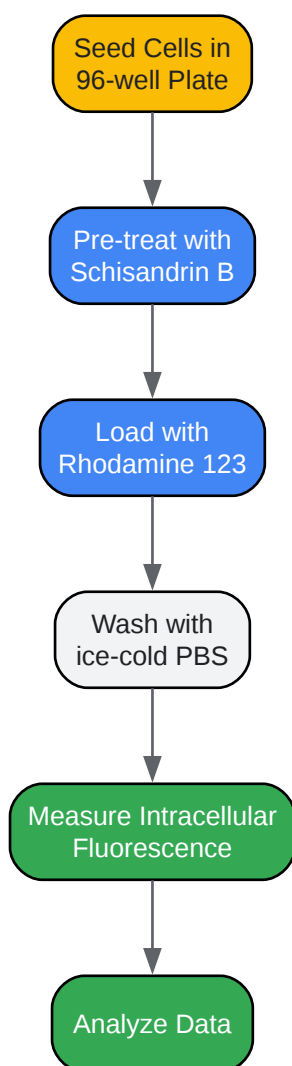 Seed Cells in
96-well Plate
Pre-treat with
Schisandrin B
Load with
Rhodamine 123
Wash with
ice-cold PBS
Measure Intracellular
Fluorescence
Analyze Data